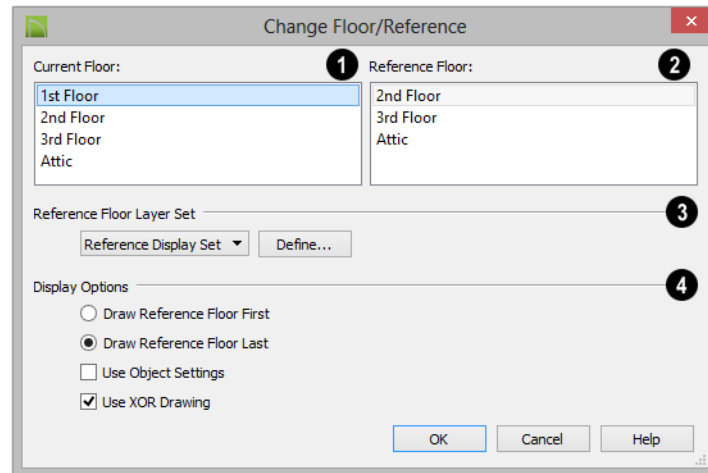 Change Floor/Reference
Current Floor:
1
1st Floor
2nd Floor
3rd Floor
Attic
Reference Floor:
2
2nd Floor
3rd Floor
Attic
Reference Floor Layer Set
3
Reference Display Set
Define...
Display Options
4
Draw Reference Floor First
Draw Reference Floor Last
Use Object Settings
Use XOR Drawing
OK
Cancel
Help